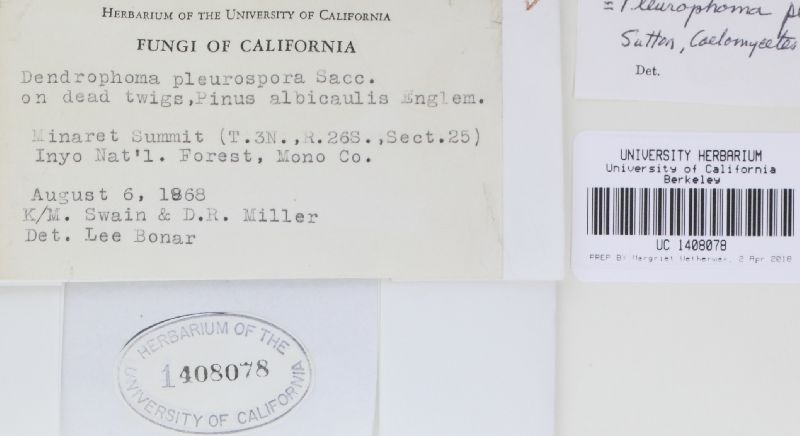 HERBARIUM OF THE UNIVERSITY OF CALIFORNIA
FUNGI OF CALIFORNIA
Dendrophoma pleurospora Sacc.
on dead twigs,Pinus albicaulis Englem.
Minaret Summit (T.3N.,R.26S.,Sect.25)
Inyo Nat'l. Forest, Mono Co.
August 6, 1868
K/M. Swain & D.R. Miller
Det. Lee Bonar
= Pleurophoma
Sutton, Coelomycetes
Det.
UNIVERSITY HERBARIUM
University of California
Berkeley
UC 1408078
PREP BY Margriet Wetherwax, 2 Apr 2018
HERBARIUM OF THE
1408078
UNIVERSITY OF CALIFORNIA